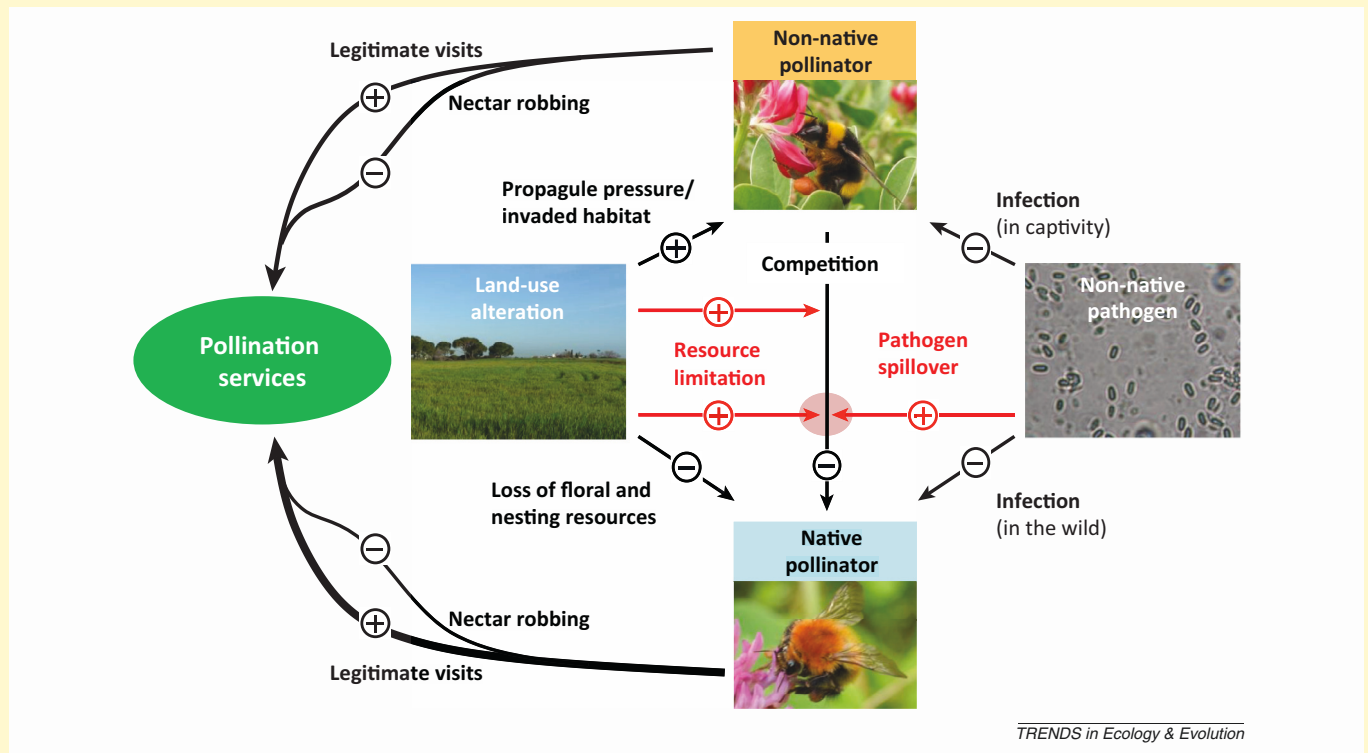 Legitimate visits
Nectar robbing
Non-native
pollinator
Propagule pressure/
invaded habitat
Infection
(in captivity)
Competition
Land-use
alteration
Non-native
pathogen
Pollination
services
Resource
limitation
Pathogen
spillover
Loss of floral and
nesting resources
Infection
(in the wild)
Native
pollinator
Nectar robbing
Legitimate visits
TRENDS in Ecology & Evolution